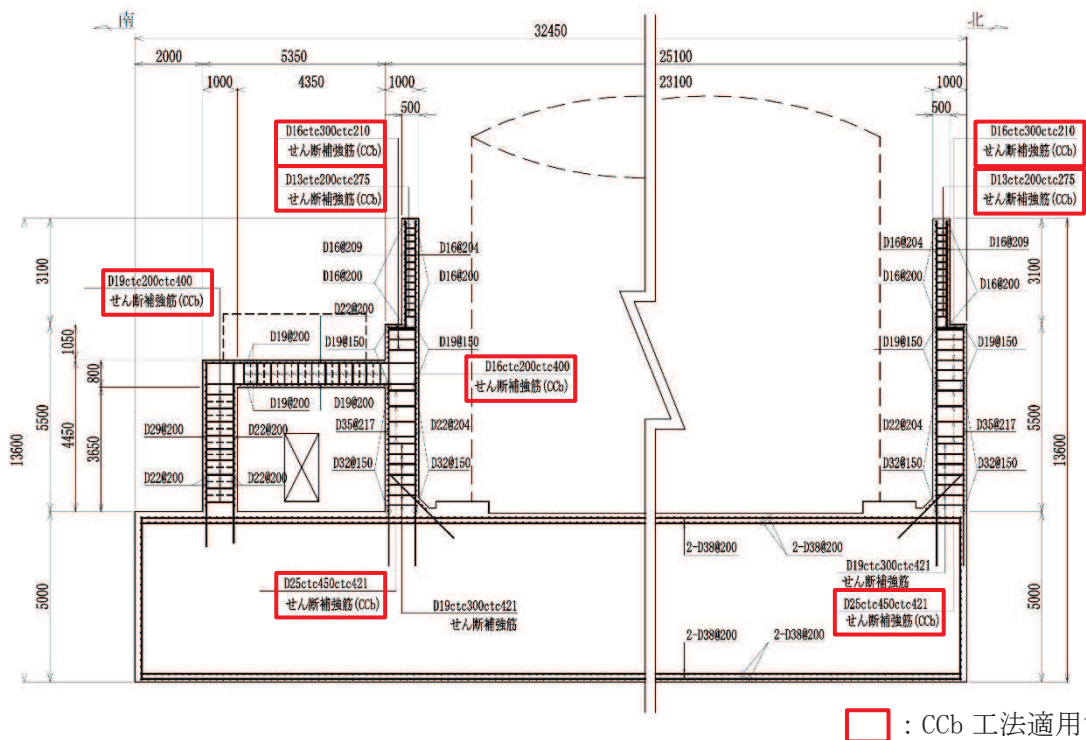 南
北
32450
2000
5350
25100
1000
4350
1000
23100
1000
500
500
D16ctc300ctc210
せん断補強筋(CCb)
D16ctc300ctc210
せん断補強筋(CCb)
D13ctc200ctc275
せん断補強筋(CCb)
D13ctc200ctc275
せん断補強筋(CCb)
D16@209
D16@204
D16@204
D16@209
D16@200
D16@200
D16@200
D16@200
3100
3100
D19ctc200ctc400
せん断補強筋(CCb)
D22@200
D19@200
D19@150
D19@150
D19@150
D19@150
1050
800
D16ctc200ctc400
せん断補強筋(CCb)
D19@200
D19@200
13600
5500
4450
3650
D29@200
D22@200
D35@217
D22@204
D22@204
D35@217
5500
13600
D22@200
D22@200
D32@150
D32@150
D32@150
D32@150
5000
2-D38@200
2-D38@200
D19ctc300ctc421
せん断補強筋
D25ctc450ctc421
せん断補強筋(CCb)
D19ctc300ctc421
せん断補強筋
D25ctc450ctc421
せん断補強筋(CCb)
5000
2-D38@200
2-D38@200
：CCb 工法適用